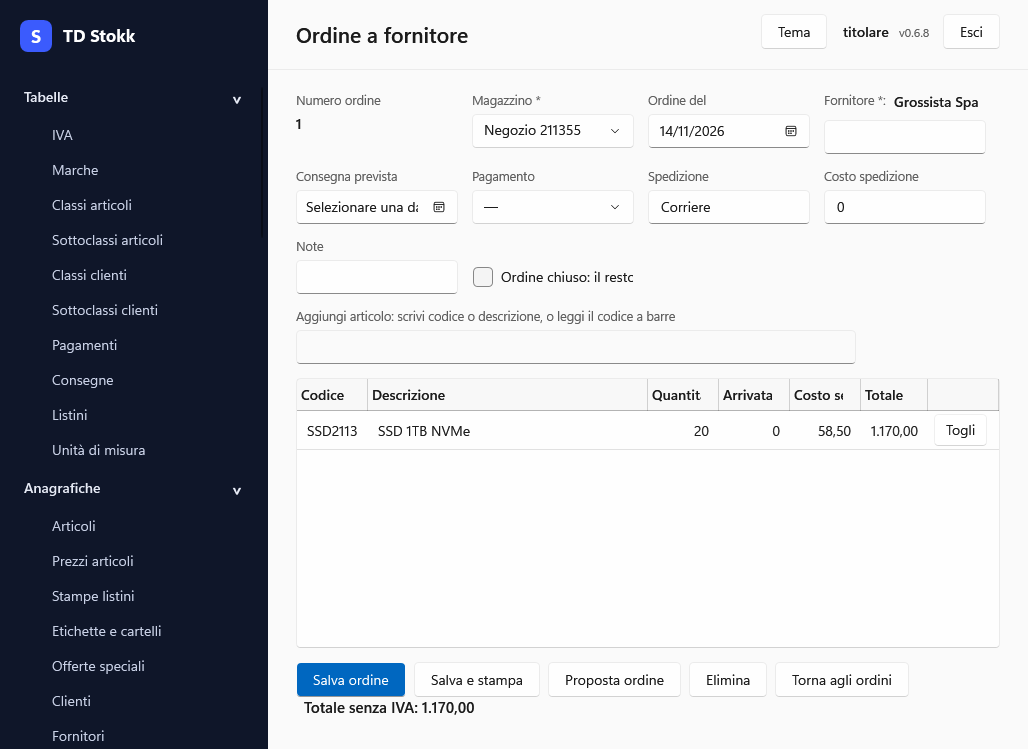 S TD Stokk
Tabelle
IVA
Marche
Classi articoli
Sottoclassi articoli
Classi clienti
Sottoclassi clienti
Pagamenti
Consegne
Listini
Unità di misura
Anagrafiche
Articoli
Prezzi articoli
Stampe listini
Etichette e cartelli
Offerte speciali
Clienti
Fornitori
Ordine a fornitore
Tema titolare v0.6.8 Esci
Numero ordine Magazzino * Ordine del Fornitore *: Grossista Spa
1 Negozio 211355 14/11/2026
Consegna prevista Pagamento Spedizione Costo spedizione
Selezionare una da — Corriere 0
Note
Ordine chiuso: il resto
Aggiungi articolo: scrivi codice o descrizione, o leggi il codice a barre
Codice Descrizione Quantit Arrivata Costo se Totale
SSD2113 SSD 1TB NVMe 20 0 58,50 1.170,00 Togli
Salva ordine Salva e stampa Proposta ordine Elimina Torna agli ordini
Totale senza IVA: 1.170,00